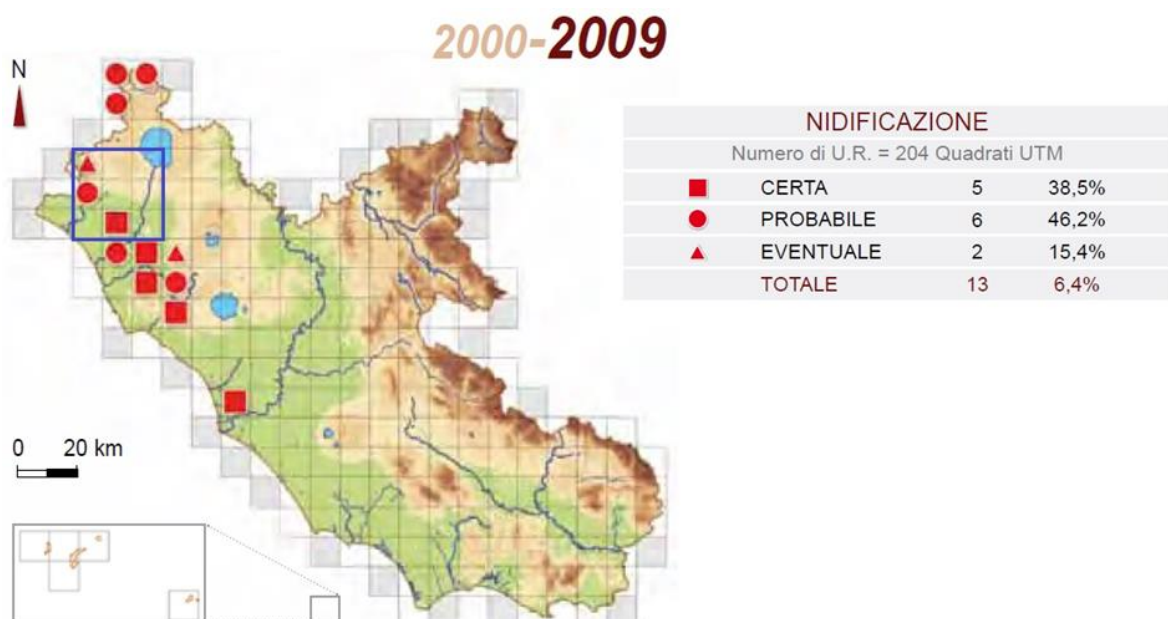 2000-2009
N
0 20 km
NIDIFICAZIONE
Numero di U.R. = 204 Quadrati UTM
CERTA 5 38,5%
PROBABILE 6 46,2%
EVENTUALE 2 15,4%
TOTALE 13 6,4%